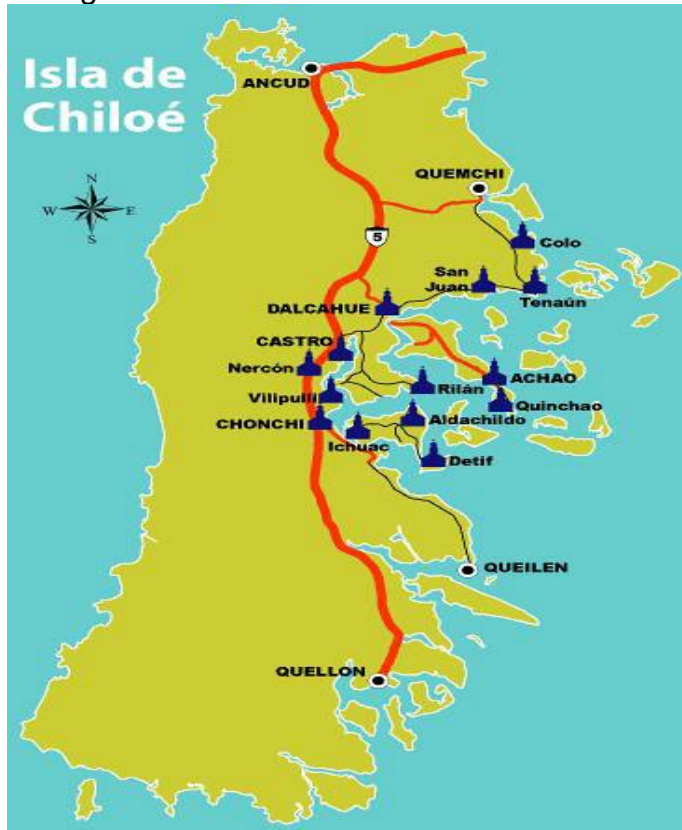 Isla de
Chiloé
ANCUD
N
W
E
S
QUEMCHI
5
Colo
San
Juan
Tenaún
DALCAHUE
CASTRO
Nercón
ACHAO
Rilán
Vilipulli
Quinchao
Aldachildo
CHONCHI
Ichuac
Detif
QUEILEN
QUELLON